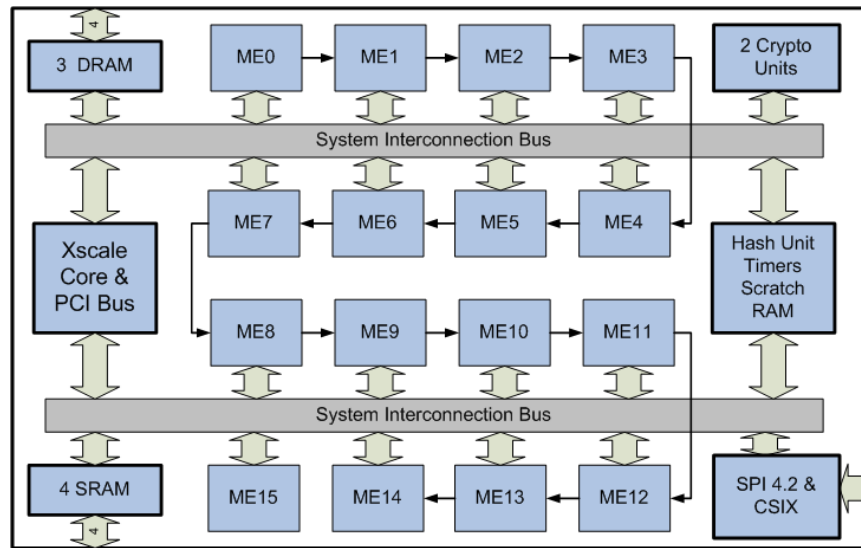 4
3 DRAM
ME0
ME1
ME2
ME3
2 Crypto
Units
System Interconnection Bus
Xscale
Core &
PCI Bus
ME7
ME6
ME5
ME4
Hash Unit
Timers
Scratch
RAM
ME8
ME9
ME10
ME11
System Interconnection Bus
4 SRAM
ME15
ME14
ME13
ME12
SPI 4.2 &
CSIX
4